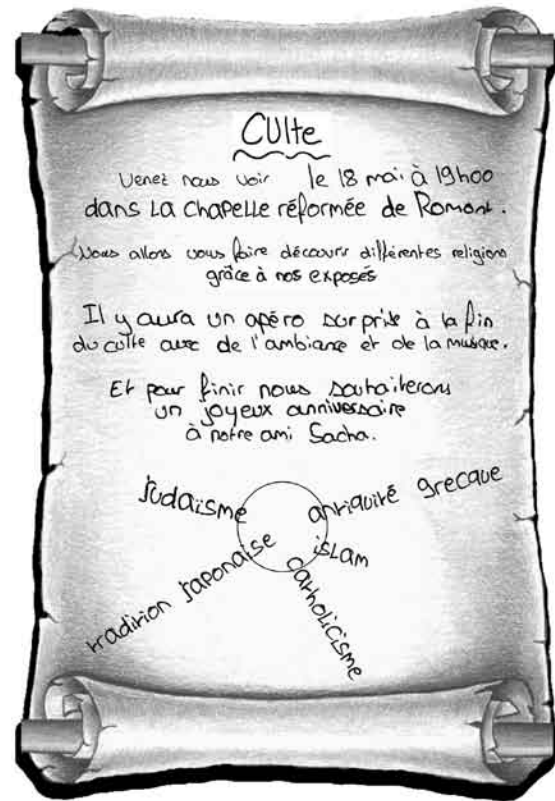 Culte
Venez nous voir le 18 mai à 19h00
dans la chapelle réformée de Romont.
Nous allons vous faire découvrir différentes religions
grâce à nos exposés
Il y aura un apéro surprise à la fin
du culte avec de l'ambiance et de la musique.
Et pour finir nous souhaiterons
un joyeux anniversaire
à notre ami Sacha.
judaïsme
antiquité grecque
tradition japonaise
islam
catholicisme